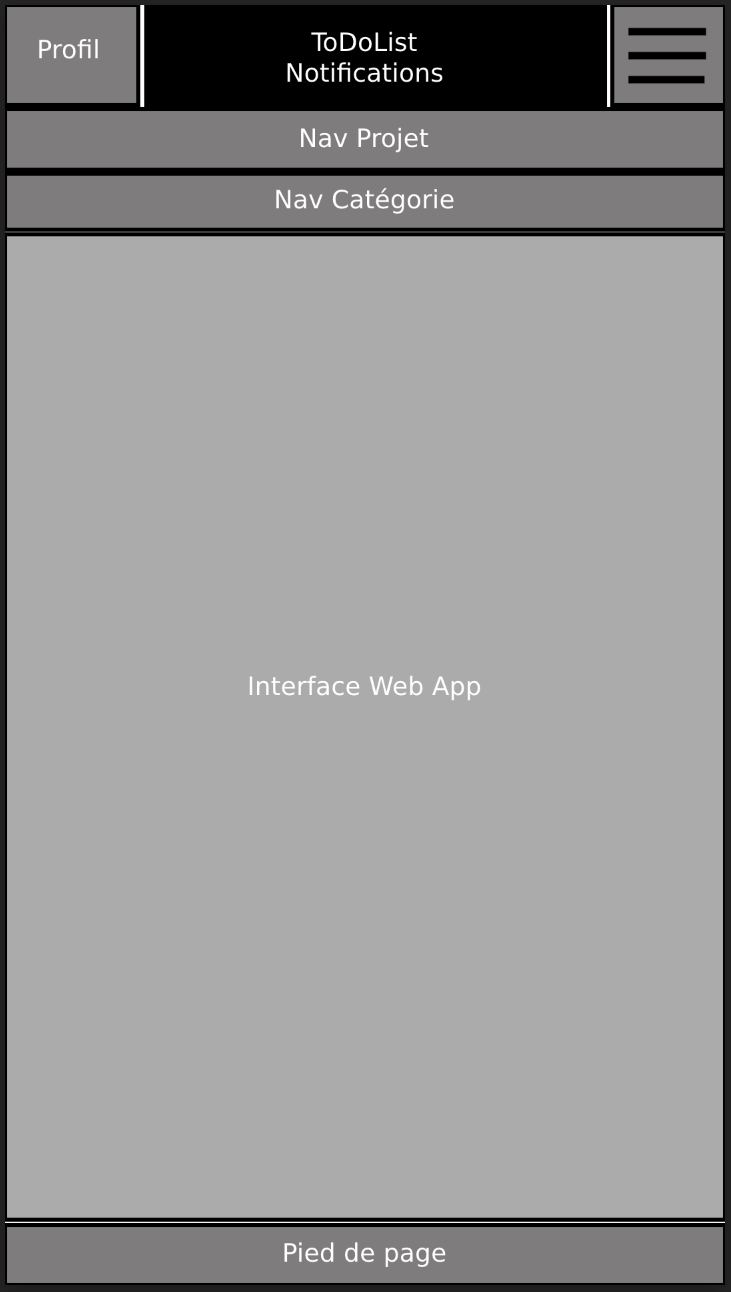 Profil
ToDoList
Notifications
Nav Projet
Nav Catégorie
Interface Web App
Pied de page